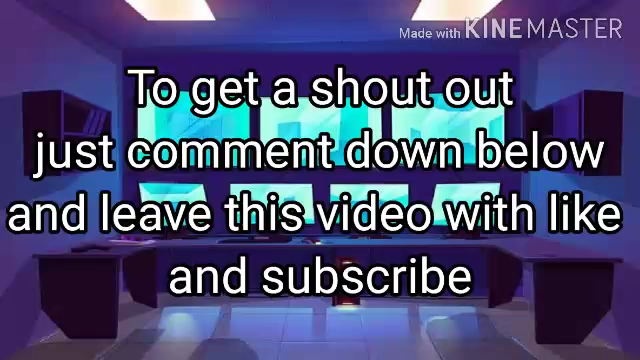 Made with KINEMASTER
To get a shout out
just comment down below
and leave this video with like
and subscribe